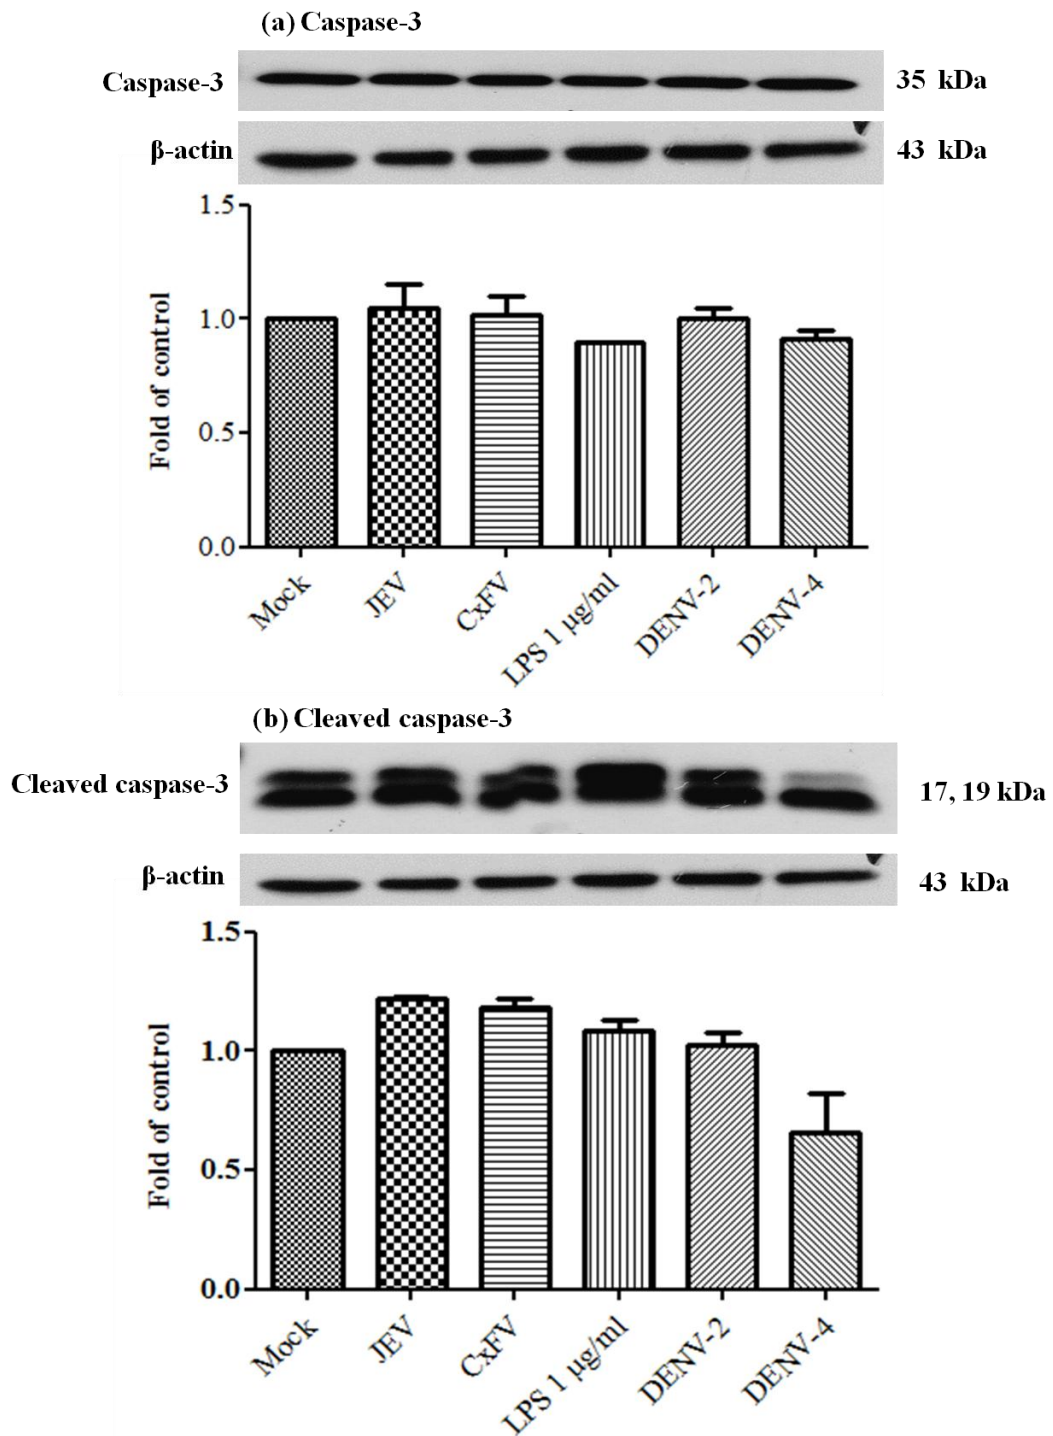 (a) Caspase-3
Caspase-3
35 kDa
β-actin
43 kDa
1.5
1.0
0.5
0.0
Fold of control
Mock
JEV
CxFV
LPS 1 μg/ml
DENV-2
DENV-4
(b) Cleaved caspase-3
Cleaved caspase-3
17, 19 kDa
β-actin
43 kDa
1.5
1.0
0.5
0.0
Fold of control
Mock
JEV
CxFV
LPS 1 μg/ml
DENV-2
DENV-4